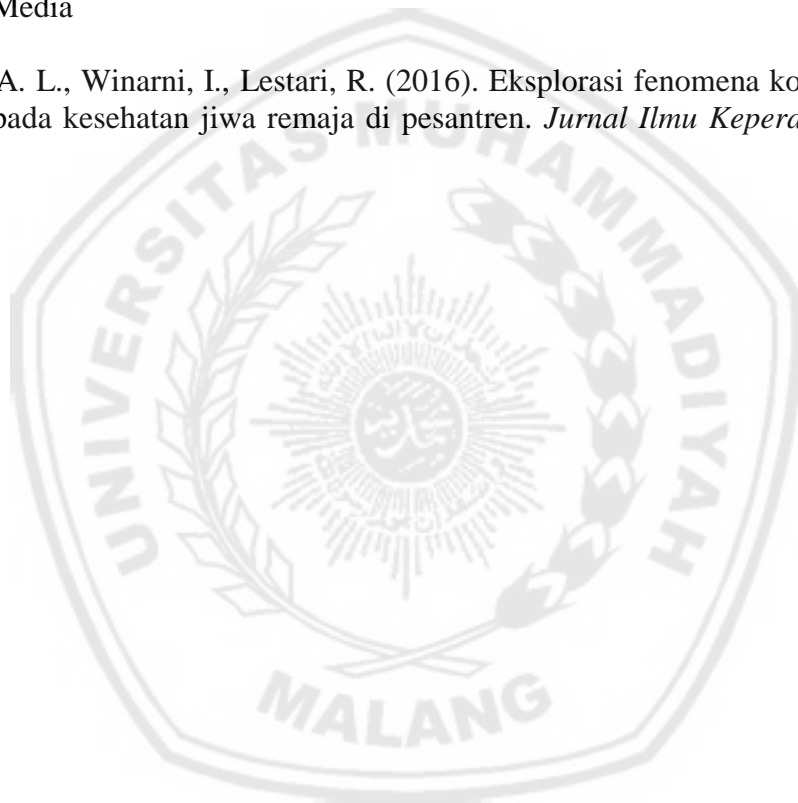 Media
A. L., Winarni, I., Lestari, R. (2016). Eksplorasi fenomena ko
pada kesehatan jiwa remaja di pesantren. Jurnal Ilmu Kepera
UNIVERSITAS MUHAMMADIYAH
MALANG